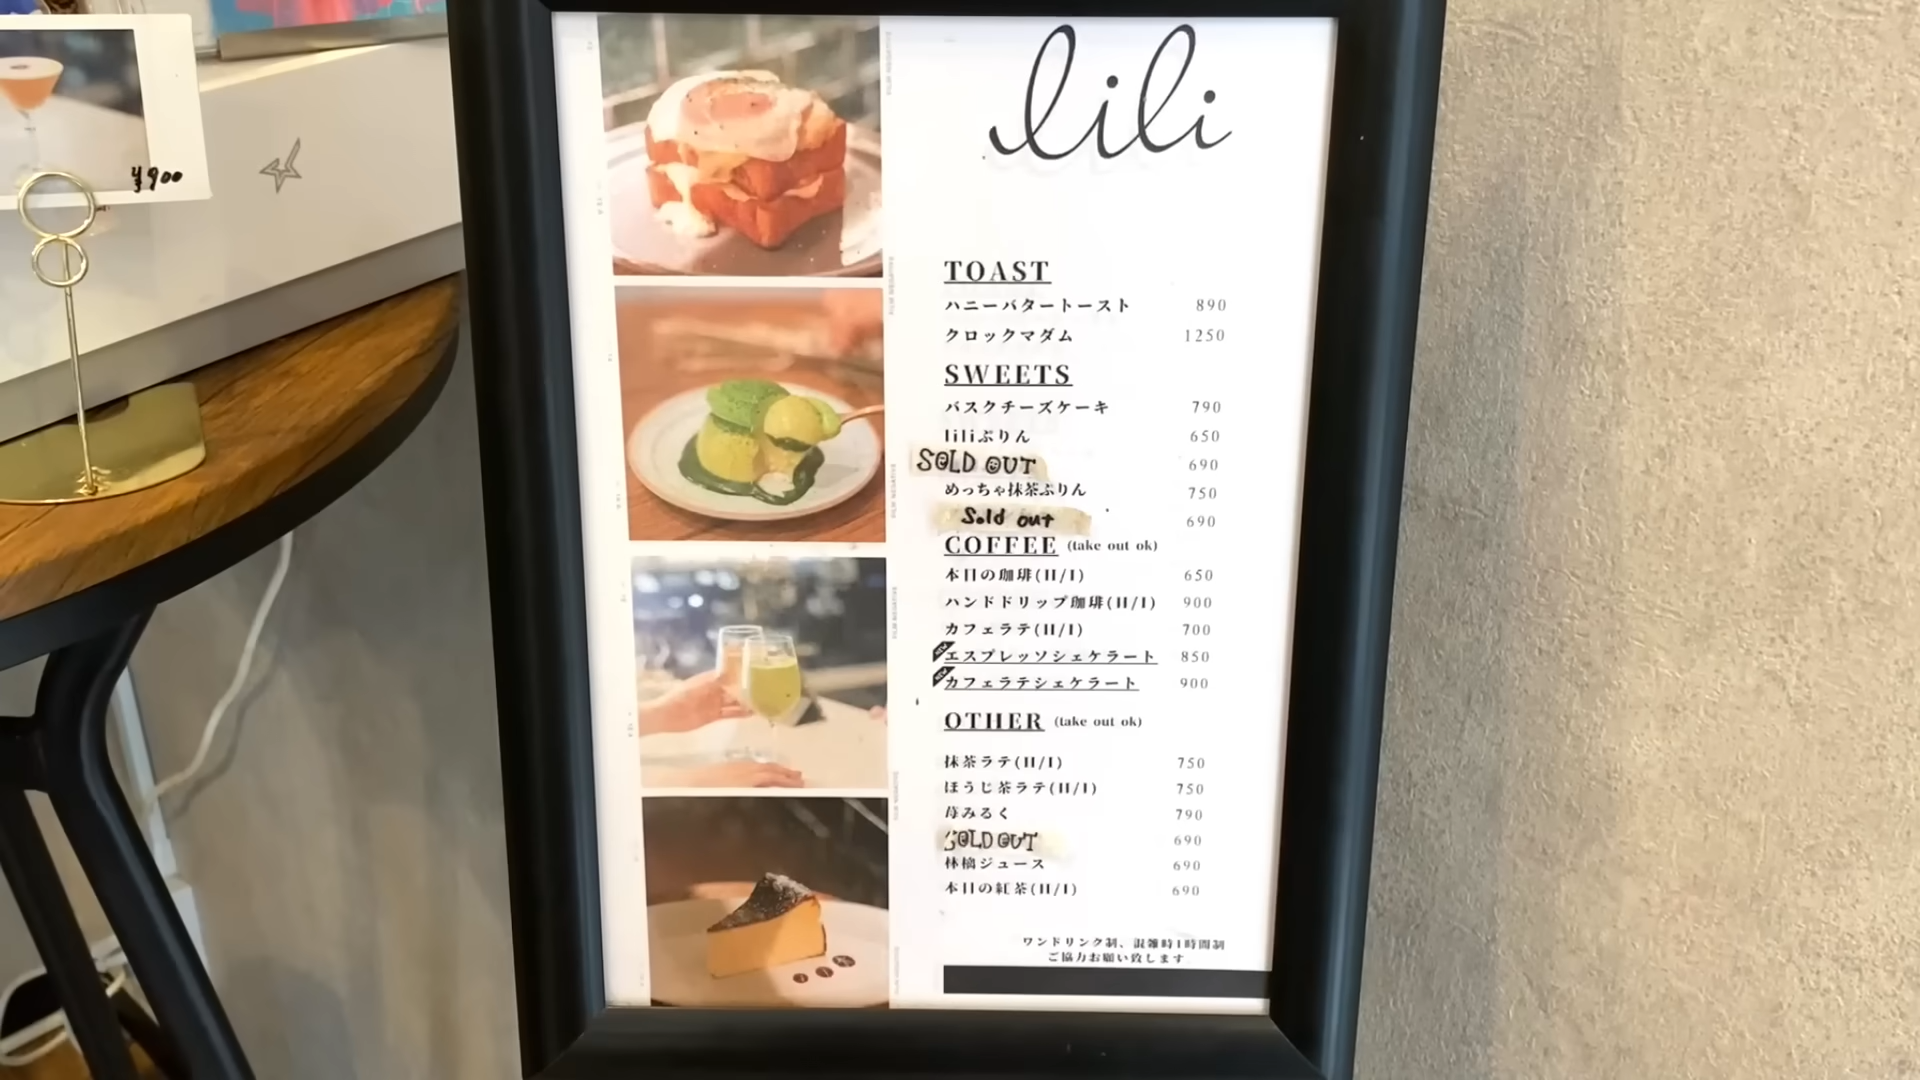 ¥900
lili
TOAST
ハニーバタートースト 890
クロックマダム 1250
SWEETS
バスクチーズケーキ 790
liliぷりん 650
SOLD OUT 690
めっちゃ抹茶ぷりん 750
Sold out 690
COFFEE (take out ok)
本日の珈琲(H/I) 650
ハンドドリップ珈琲(H/I) 900
カフェラテ(H/I) 700
NEW エスプレッソシェケラート 850
NEW カフェラテシェケラート 900
OTHER (take out ok)
抹茶ラテ(H/I) 750
ほうじ茶ラテ(H/I) 750
苺みるく 790
SOLD OUT 690
林檎ジュース 690
本日の紅茶(H/I) 690
ワンドリンク制、混雑時1時間制
ご協力お願い致します